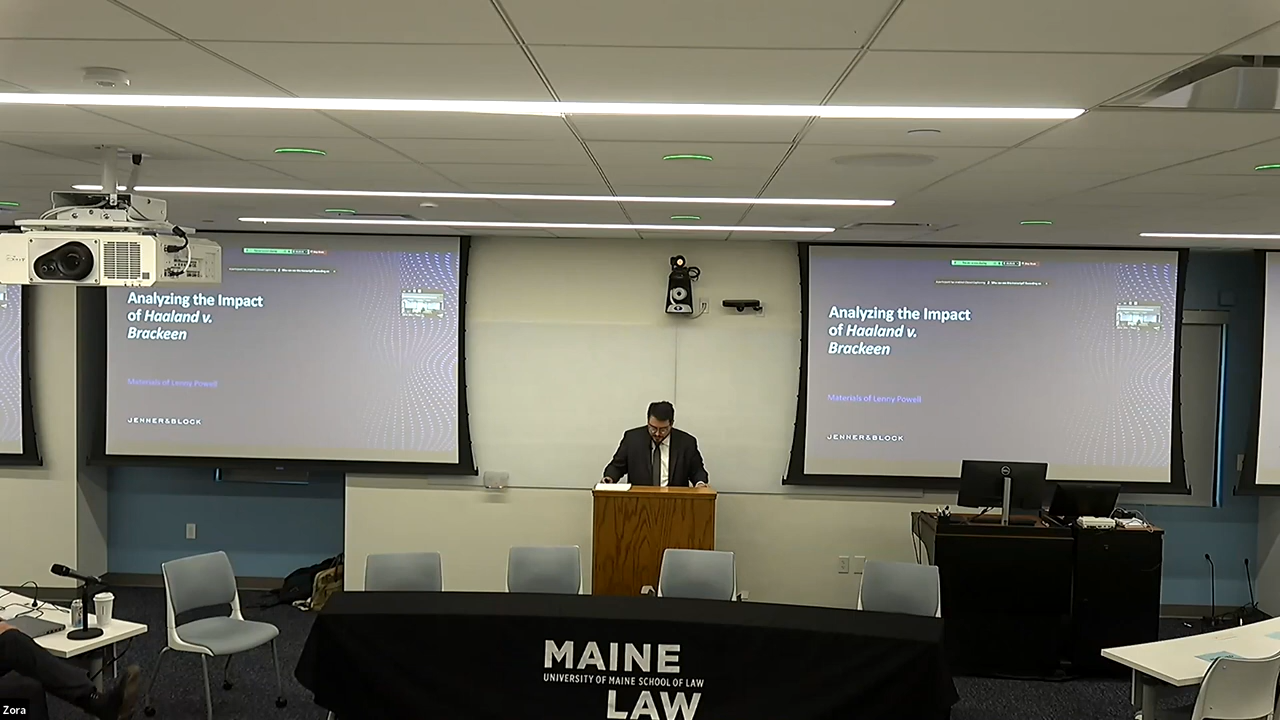 Analyzing the Impact
of Haaland v.
Brackeen
Materials of Lenny Powell
JENNER&BLOCK
Analyzing the Impact
of Haaland v.
Brackeen
Materials of Lenny Powell
JENNER&BLOCK
DELL
MAINE
UNIVERSITY OF MAINE SCHOOL OF LAW
LAW
Zora